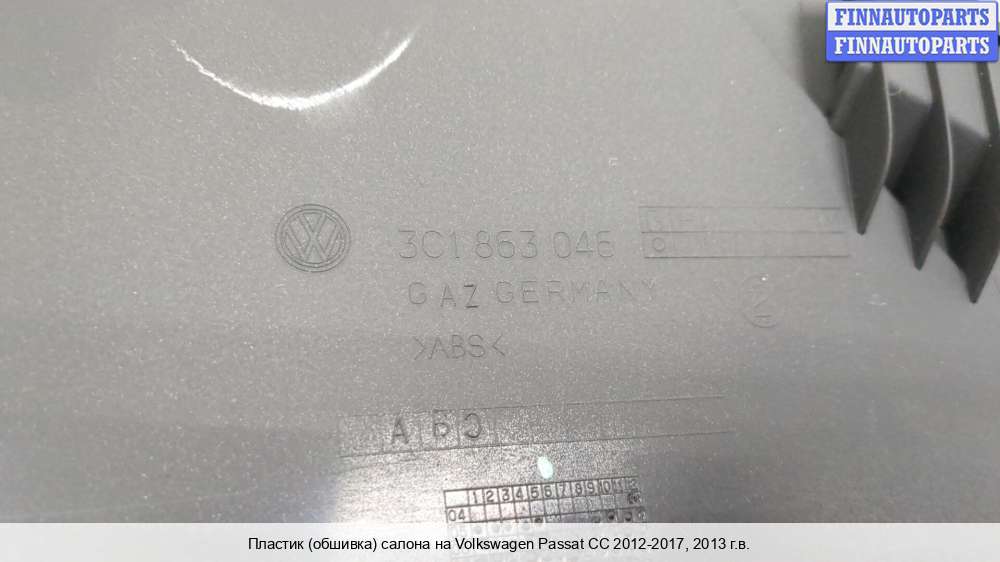 FINNAUTOPARTS
FINNAUTOPARTS
3C1 863 046
GAZ GERMANY
>ABS<
A B C
1 2 3 4 5 6 7 8 9 10 11 12
04
Пластик (обшивка) салона на Volkswagen Passat CC 2012-2017, 2013 г.в.